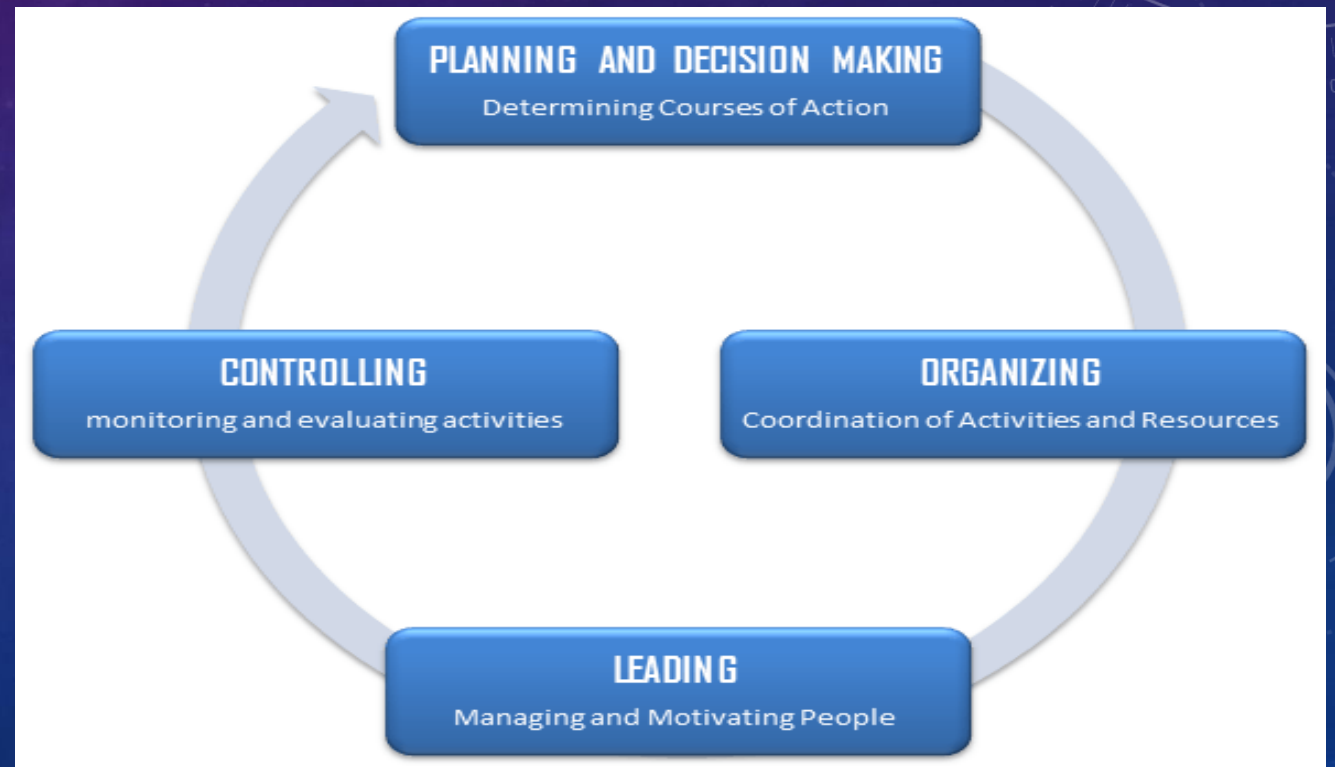 PLANNING AND DECISION MAKING
Determining Courses of Action
CONTROLLING
monitoring and evaluating activities
ORGANIZING
Coordination of Activities and Resources
LEADING
Managing and Motivating People